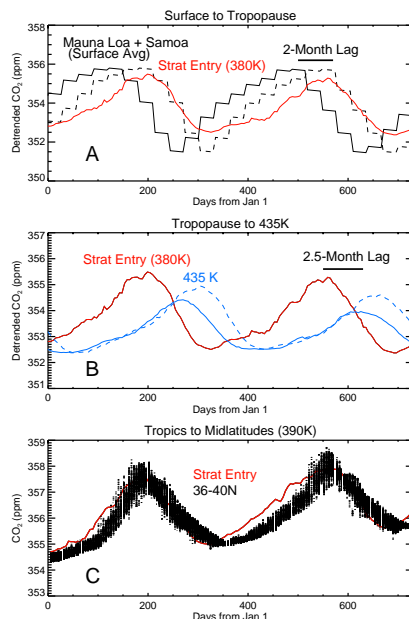 Surface to Tropopause
358
356
354
352
350
Detrended CO2 (ppm)
Mauna Loa + Samoa
(Surface Avg)
Strat Entry (380K)
2-Month Lag
A
0
200
400
600
Days from Jan 1
Tropopause to 435K
357
356
355
354
353
352
351
Detrended CO2 (ppm)
Strat Entry (380K)
435 K
2.5-Month Lag
B
0
200
400
600
Days from Jan 1
Tropics to Midlatitudes (390K)
359
358
357
356
355
354
353
CO2 (ppm)
Strat Entry
36-40N
C
0
200
400
600
Days from Jan 1